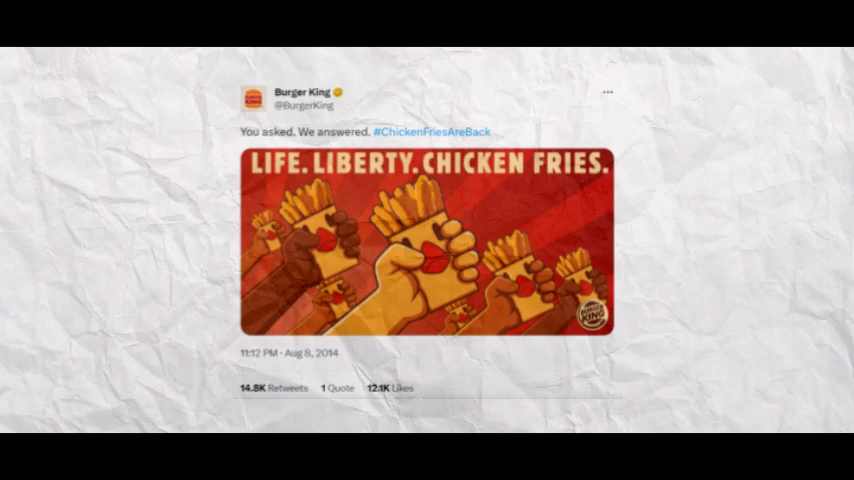 Burger King
@BurgerKing
You asked. We answered. #ChickenFriesAreBack
LIFE. LIBERTY. CHICKEN FRIES.
BURGER KING
11:12 PM · Aug 8, 2014
14.8K Retweets 1 Quote 12.1K Likes